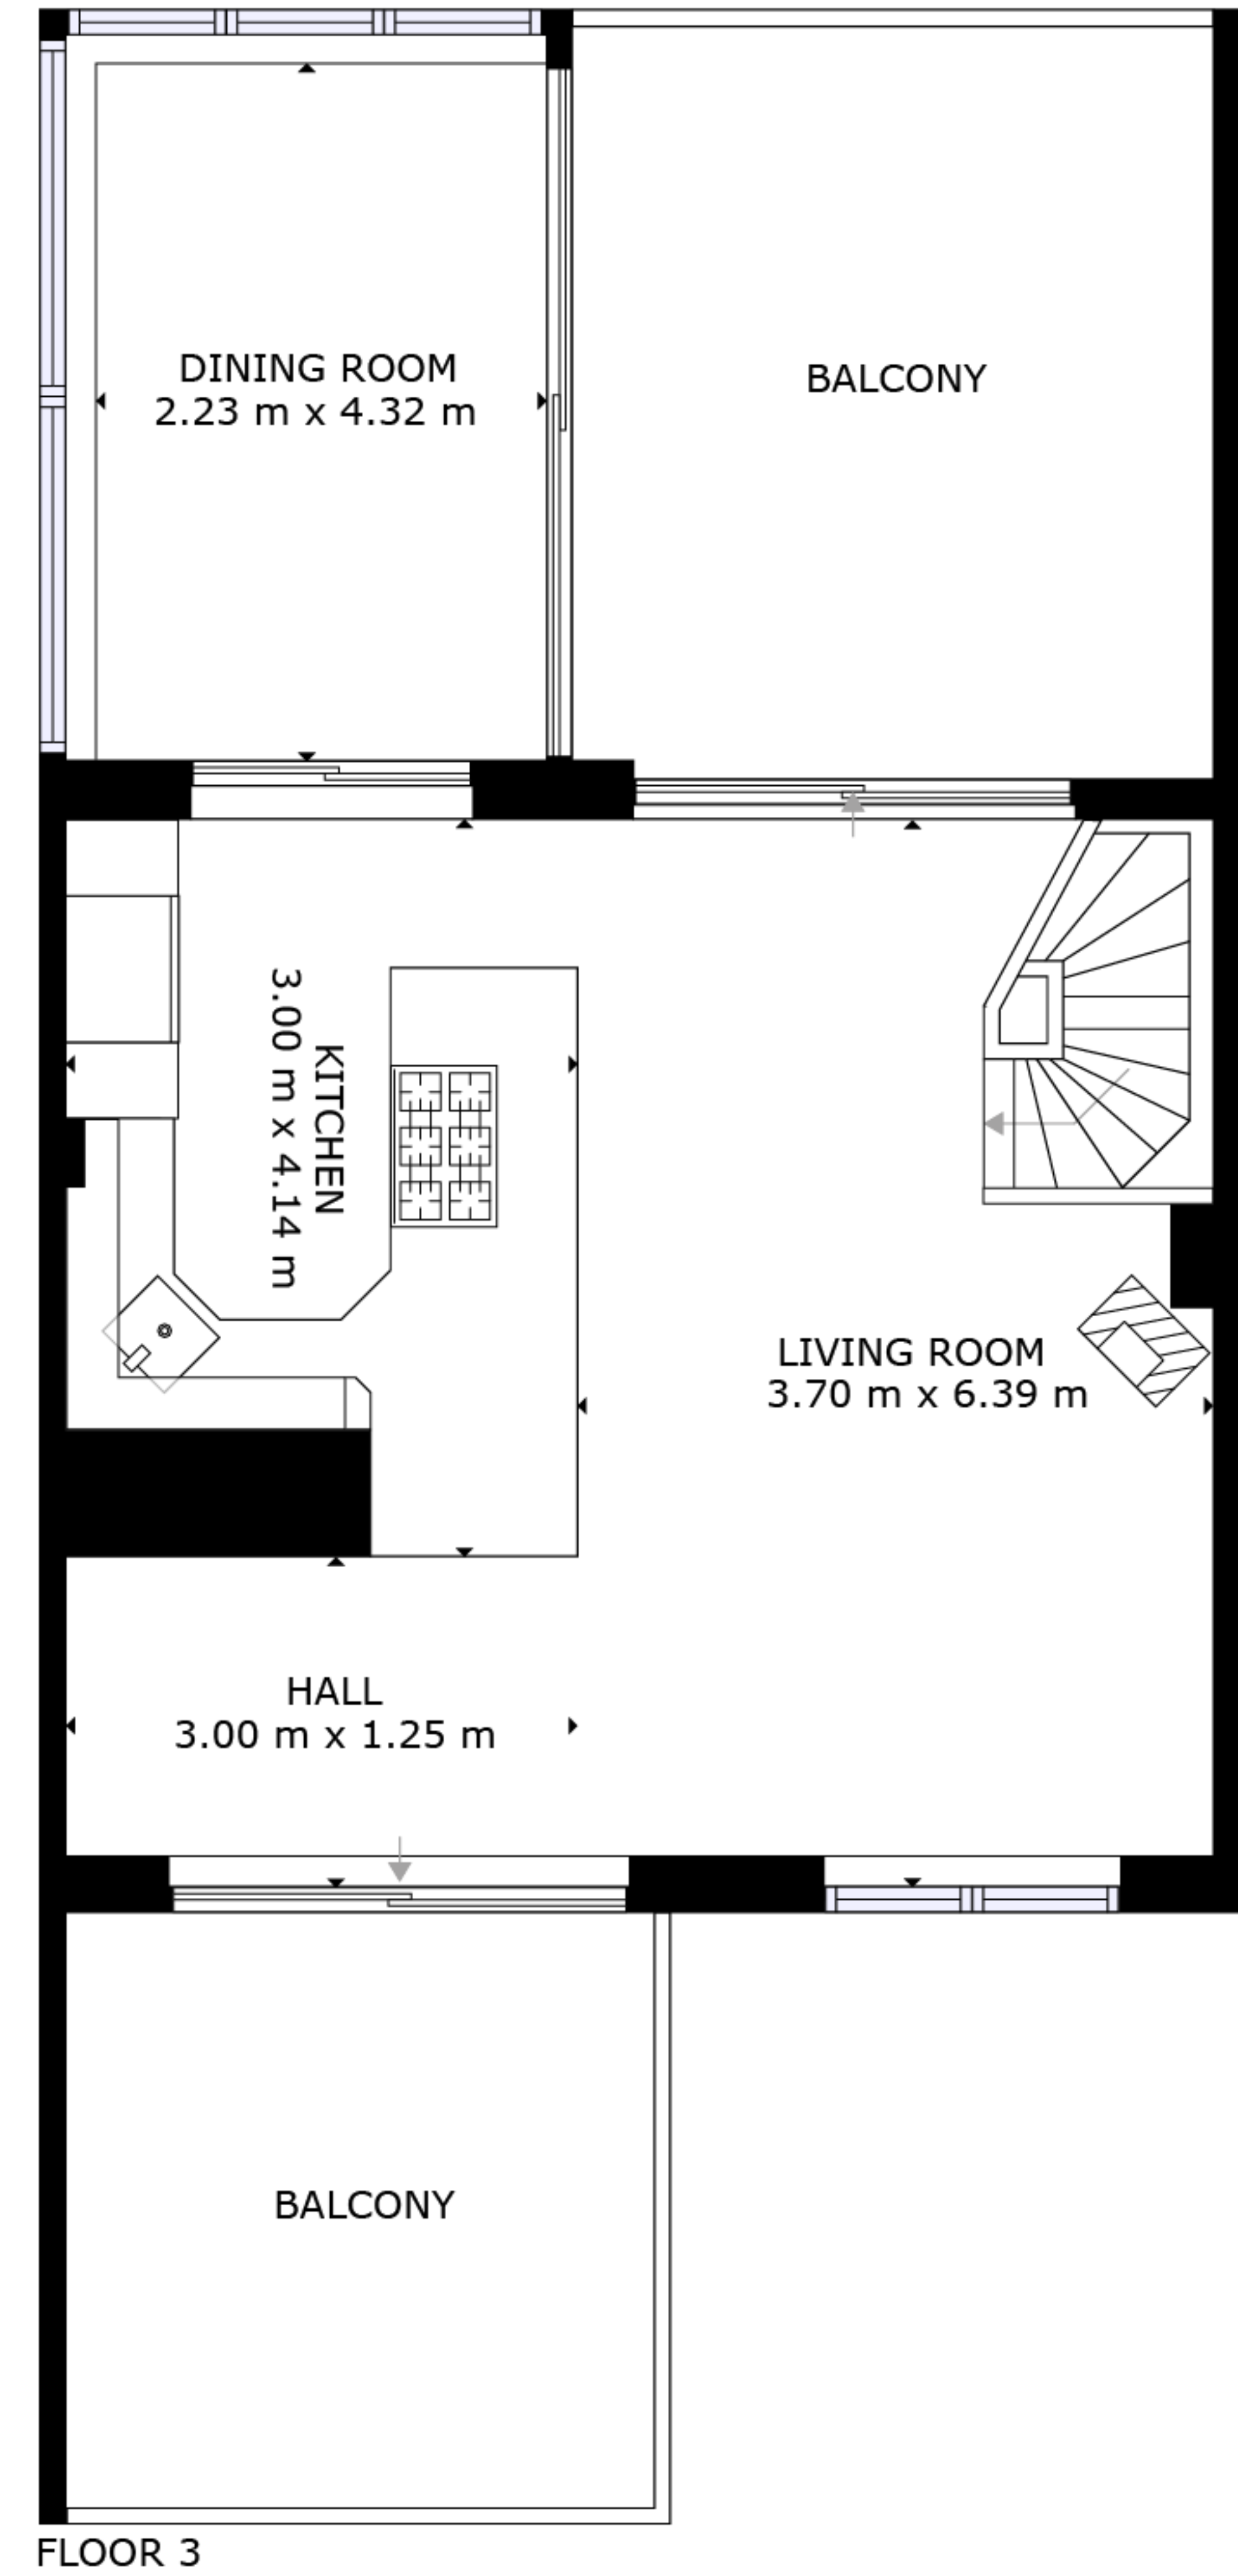 DINING ROOM
2.23 m x 4.32 m
BALCONY
KITCHEN
3.00 m x 4.14 m
LIVING ROOM
3.70 m x 6.39 m
HALL
3.00 m x 1.25 m
BALCONY
FLOOR 3